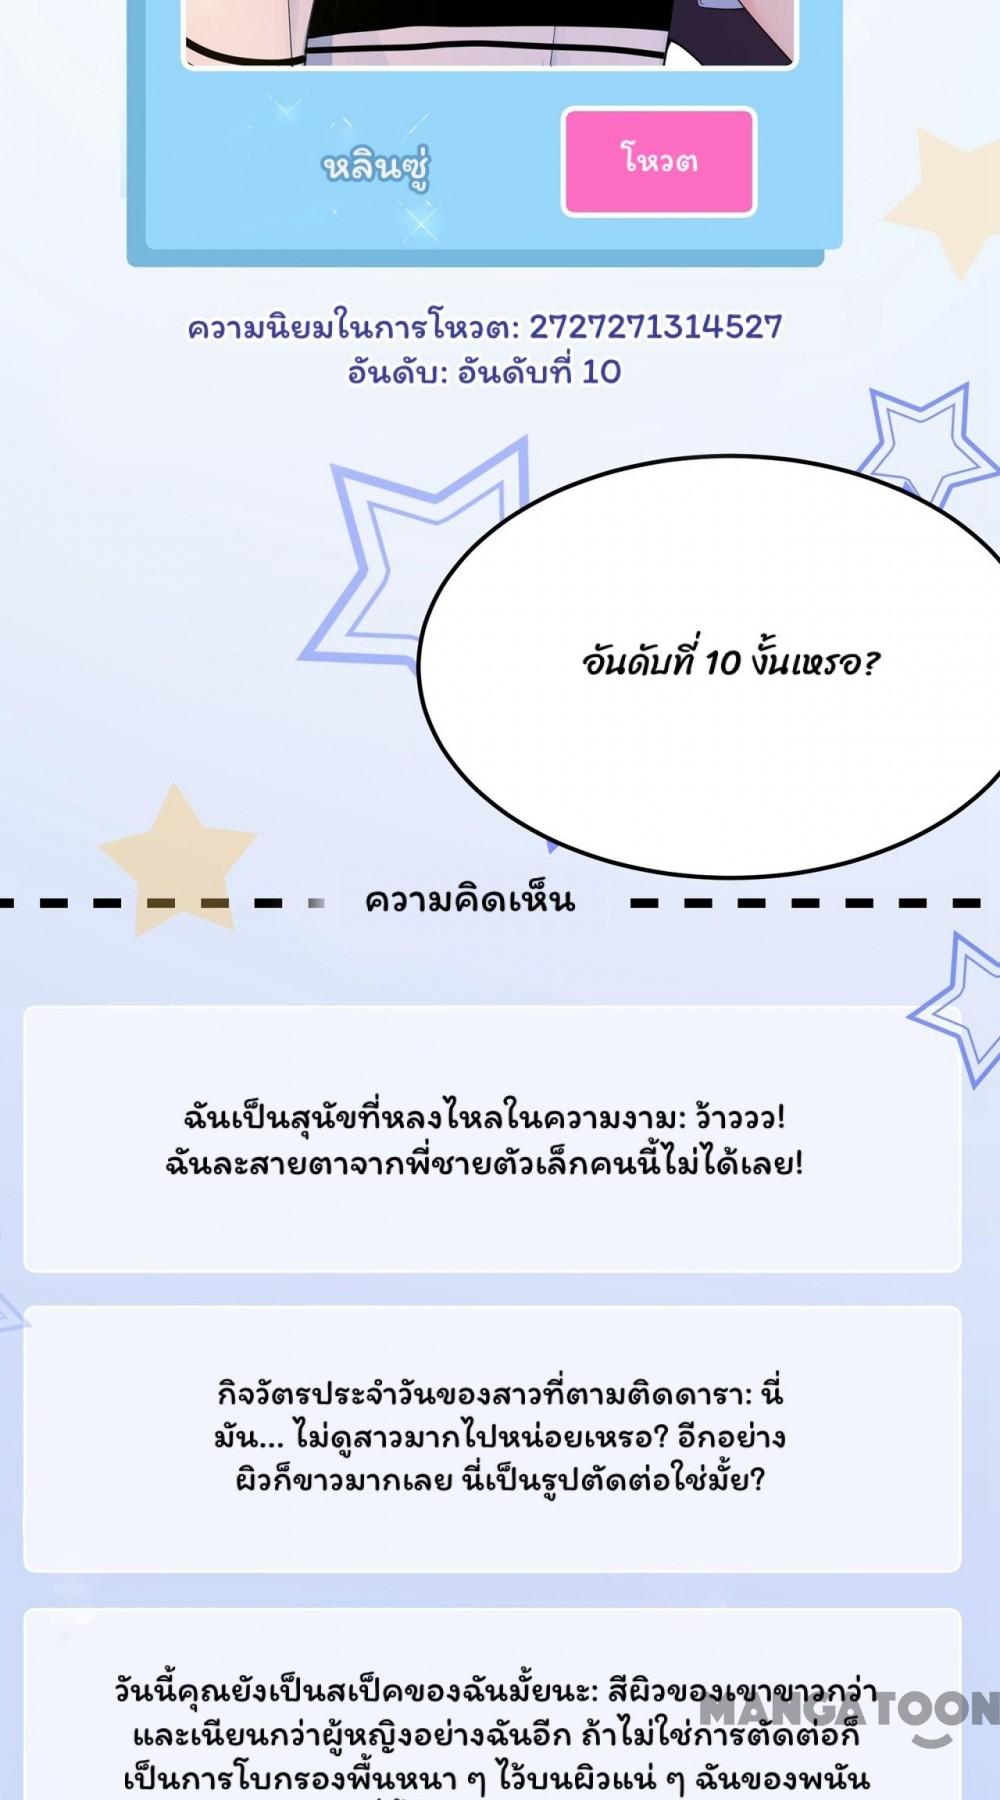 หลินซู่
โหวต
ความนิยมในการโหวต: 2727271314527
อันดับ: อันดับที่ 10
อันดับที่ 10 งั้นเหรอ?
ความคิดเห็น
ฉันเป็นสุนัขที่หลงไหลในความงาม: ว้าววว!
ฉันละสายตาจากพี่ชายตัวเล็กคนนี้ไม่ได้เลย!
กิจวัตรประจำวันของสาวที่ตามติดดารา: นี่
มัน... ไม่ดูสาวมากไปหน่อยเหรอ? อีกอย่าง
ผิวก็ขาวมากเลย นี่เป็นรูปตัดต่อใช่มั้ย?
วันนี้คุณยังเป็นสเป็คของฉันมั้ยนะ: สีผิวของเขาขาวกว่า
และเนียนกว่าผู้หญิงอย่างฉันอีก ถ้าไม่ใช่การตัดต่อก็
เป็นการโบกรองพื้นหนา ๆ ไว้บนผิวแน่ ๆ ฉันของพนัน
MANGATOON